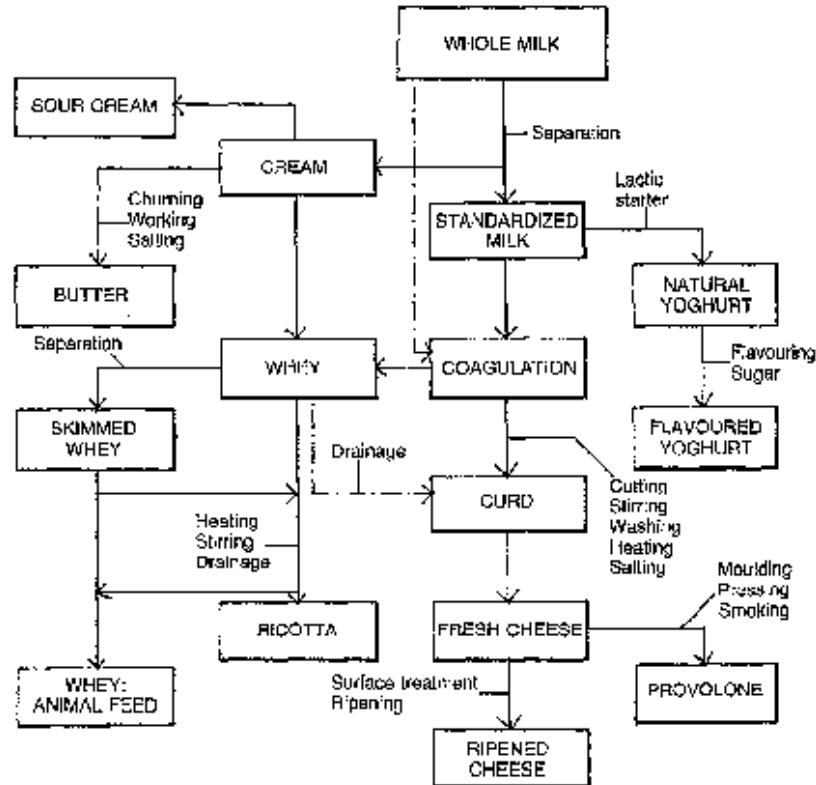 WHOLE MILK
SOUR CREAM
Separation
CREAM
Lactic
starter
Churning
Working
Salting
STANDARDIZED
MILK
BUTTER
NATURAL
YOGHURT
Separation
WHEY
COAGULATION
Flavouring
Sugar
SKIMMED
WHEY
FLAVOURED
YOGHURT
Drainage
CURD
Cutting
Stirring
Washing
Heating
Salting
Heating
Stirring
Drainage
Moulding
Pressing
Smoking
RICOTTA
FRESH CHEESE
WHEY:
ANIMAL FEED
Surface treatment
Ripening
PROVOLONE
RIPENED
CHEESE